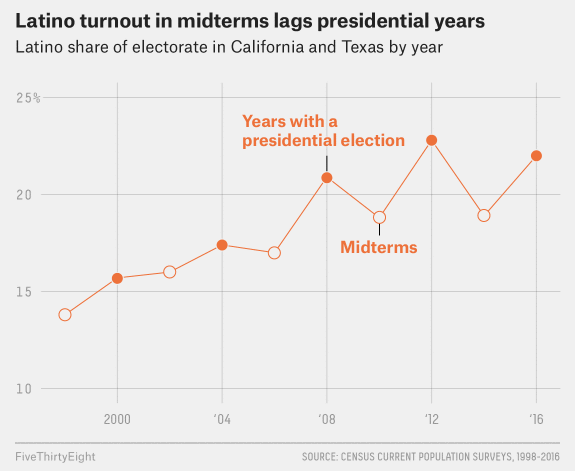 Latino turnout in midterms lags presidential years
Latino share of electorate in California and Texas by year
25%
Years with a
presidential election
20
Midterms
15
10
2000 '04 '08 '12 '16
FiveThirtyEight SOURCE: CENSUS CURRENT POPULATION SURVEYS, 1998-2016